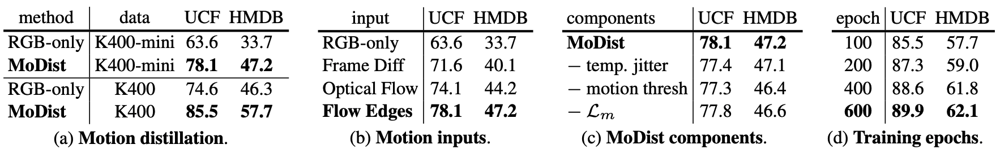 method data UCF HMDB
RGB-only K400-mini 63.6 33.7
MoDist K400-mini 78.1 47.2
RGB-only K400 74.6 46.3
MoDist K400 85.5 57.7
(a) Motion distillation.
input UCF HMDB
RGB-only 63.6 33.7
Frame Diff 71.6 40.1
Optical Flow 74.1 44.2
Flow Edges 78.1 47.2
(b) Motion inputs.
components UCF HMDB
MoDist 78.1 47.2
− temp. jitter 77.4 47.1
− motion thresh 77.3 46.4
− ℒₘ 77.8 46.6
(c) MoDist components.
epoch UCF HMDB
100 85.5 57.7
200 87.3 59.0
400 88.6 61.8
600 89.9 62.1
(d) Training epochs.